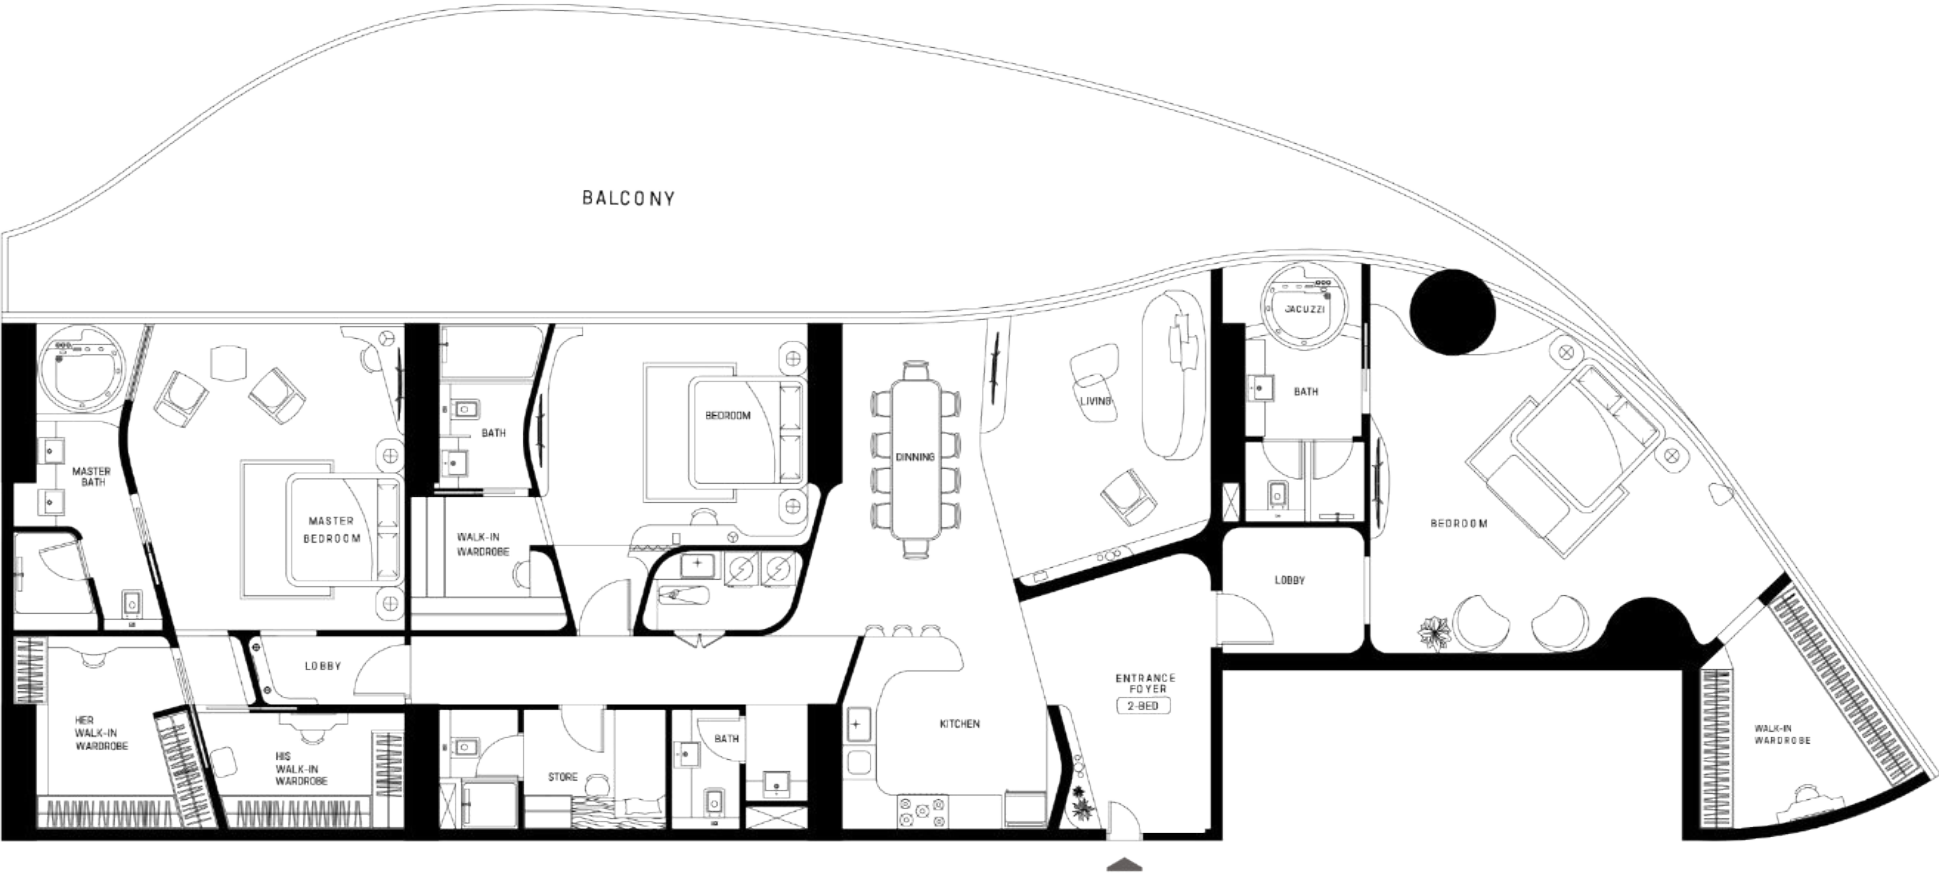 BALCONY
JACUZZI
BATH
LIVING
BEDROOM
BATH
DINNING
MASTER
BATH
MASTER
BEDROOM
BEDROOM
WALK-IN
WARDROBE
LOBBY
LOBBY
ENTRANCE
FOYER
2-BED
HER
WALK-IN
WARDROBE
HIS
WALK-IN
WARDROBE
STORE
BATH
KITCHEN
WALK-IN
WARDROBE